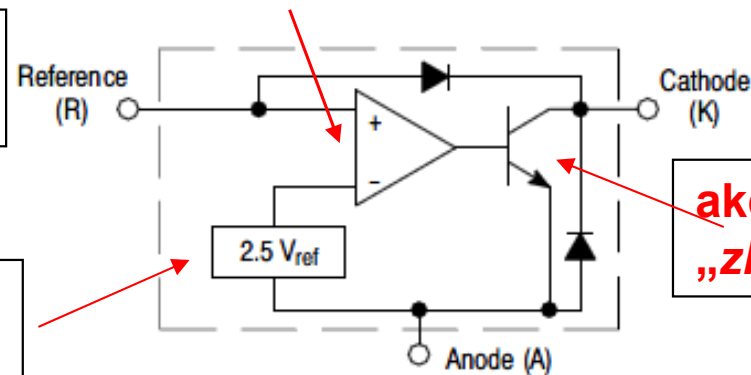 Reference
(R)
Cathode
(K)
+
−
2.5 Vref
Anode (A)